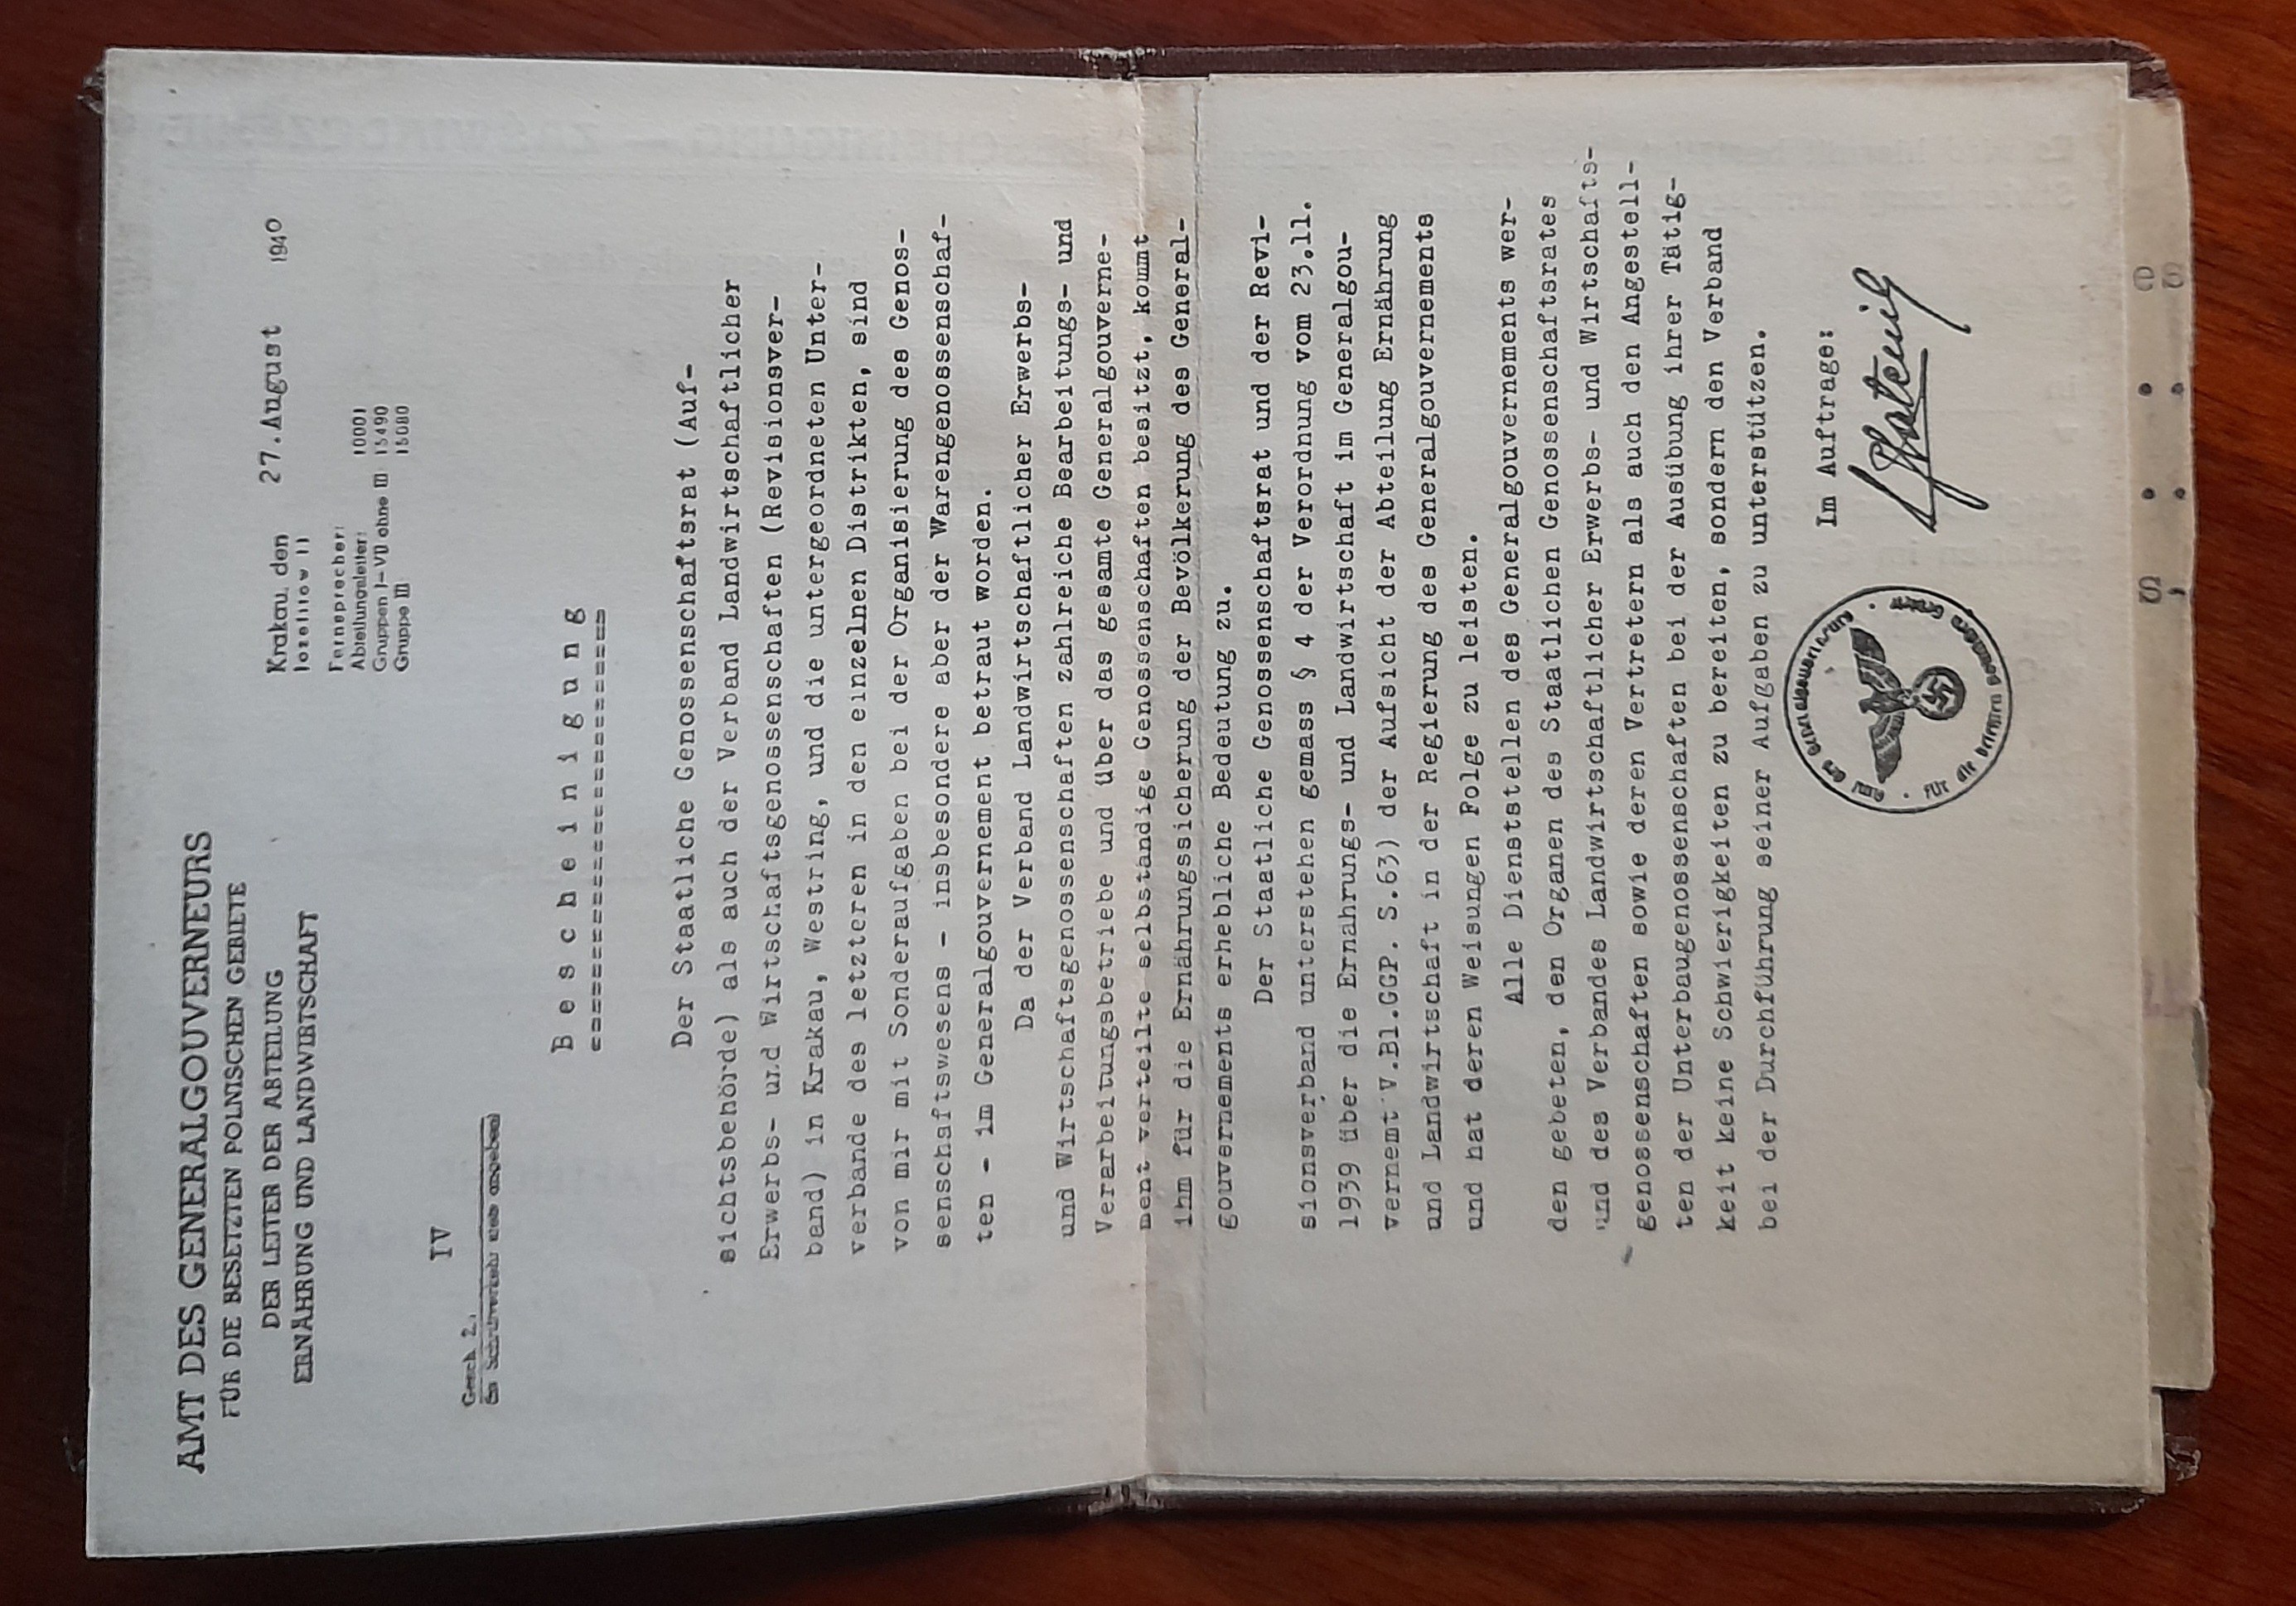 AMT DES GENERALGOUVERNEURS
FÜR DIE BESETZTEN POLNISCHEN GEBIETE
DER LEITER DER ABTEILUNG
ERNÄHRUNG UND LANDWIRTSCHAFT
Krakau, den 27.August 1940
Fernsprecher:
Abteilungsleiter: 10001
Gruppen I–VII ohne III 15490
Gruppe III 15080
IV
Gesch. Z.:
B e s c h e i n i g u n g
========================
Der Staatliche Genossenschaftsrat (Auf-
sichtsbehörde) als auch der Verband Landwirtschaftlicher
Erwerbs- und Wirtschaftsgenossenschaften (Revisionsver-
band) in Krakau, Westring, und die untergeordneten Unter-
verbande des letzteren in den einzelnen Distrikten, sind
von mir mit Sonderaufgaben bei der Organisierung des Genos-
senschaftswesens - insbesondere aber der Warengenossenschaf-
ten - im Generalgouvernement betraut worden.
Da der Verband Landwirtschaftlicher Erwerbs-
und Wirtschaftsgenossenschaften zahlreiche Bearbeitungs- und
Verarbeitungsbetriebe und über das gesamte Generalgouverne-
ment verteilte selbständige Genossenschaften besitzt, kommt
ihm für die Ernährungssicherung der Bevölkerung des General-
gouvernements erhebliche Bedeutung zu.
Der Staatliche Genossenschaftsrat und der Revi-
sionsverband unterstehen gemass § 4 der Verordnung vom 23.11.
1939 über die Ernahrungs- und Landwirtschaft im Generalgou-
vernemt V.Bl.GGP. S.63) der Aufsicht der Abteilung Ernährung
und Landwirtschaft in der Regierung des Generalgouvernements
und hat deren Weisungen Folge zu leisten.
Alle Dienststellen des Generalgouvernements wer-
den gebeten, den Organen des Staatlichen Genossenschaftsrates
und des Verbandes Landwirtschaftlicher Erwerbs- und Wirtschafts-
genossenschaften sowie deren Vertretern als auch den Angestell-
ten der Unterbaugenossenschaften bei der Ausübung ihrer Tätig-
keit keine Schwierigkeiten zu bereiten, sondern den Verband
bei der Durchführung seiner Aufgaben zu unterstützen.
Im Auftrage: